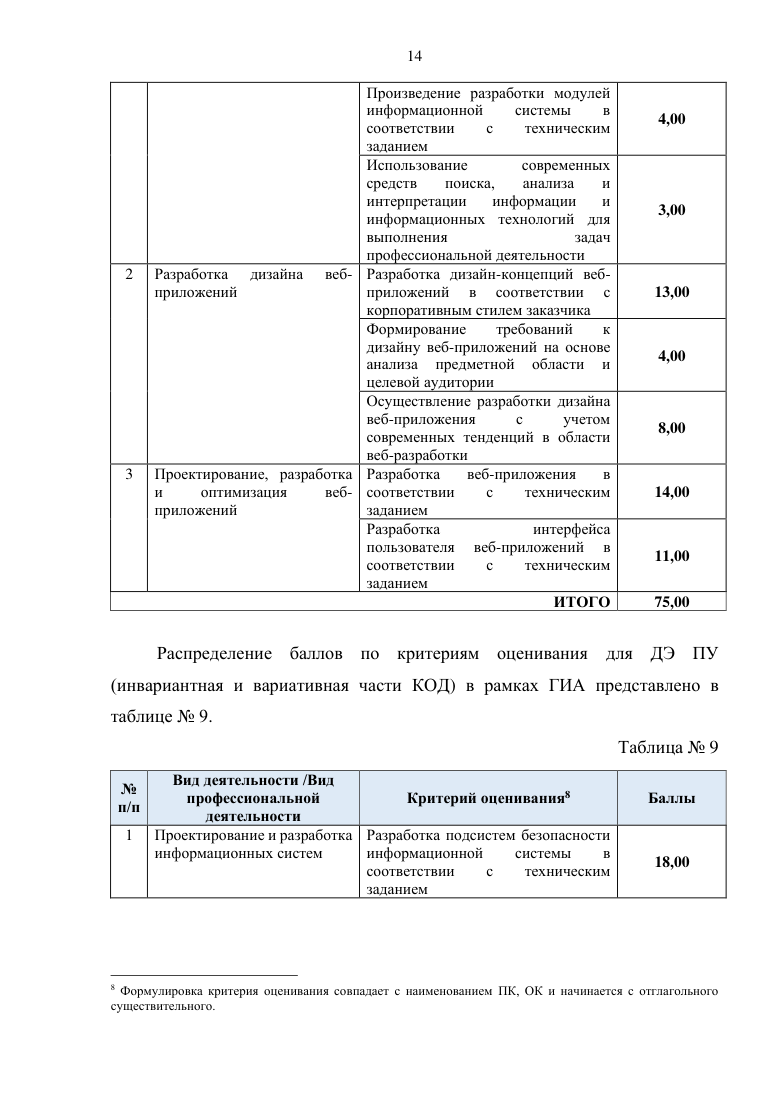 14
Произведение разработки модулей
информационной системы в
соответствии с техническим
заданием
4,00
Использование современных
средств поиска, анализа и
интерпретации информации и
информационных технологий для
выполнения задач
профессиональной деятельности
3,00
2
Разработка дизайна веб-
приложений
Разработка дизайн-концепций веб-
приложений в соответствии с
корпоративным стилем заказчика
13,00
Формирование требований к
дизайну веб-приложений на основе
анализа предметной области и
целевой аудитории
4,00
Осуществление разработки дизайна
веб-приложения с учетом
современных тенденций в области
веб-разработки
8,00
3
Проектирование, разработка
и оптимизация веб-
приложений
Разработка веб-приложения в
соответствии с техническим
заданием
14,00
Разработка интерфейса
пользователя веб-приложений в
соответствии с техническим
заданием
11,00
ИТОГО 75,00
Распределение баллов по критериям оценивания для ДЭ ПУ
(инвариантная и вариативная части КОД) в рамках ГИА представлено в
таблице № 9.
Таблица № 9
№
п/п
Вид деятельности /Вид
профессиональной
деятельности
Критерий оценивания⁸
Баллы
1
Проектирование и разработка
информационных систем
Разработка подсистем безопасности
информационной системы в
соответствии с техническим
заданием
18,00
⁸ Формулировка критерия оценивания совпадает с наименованием ПК, ОК и начинается с отглагольного
существительного.